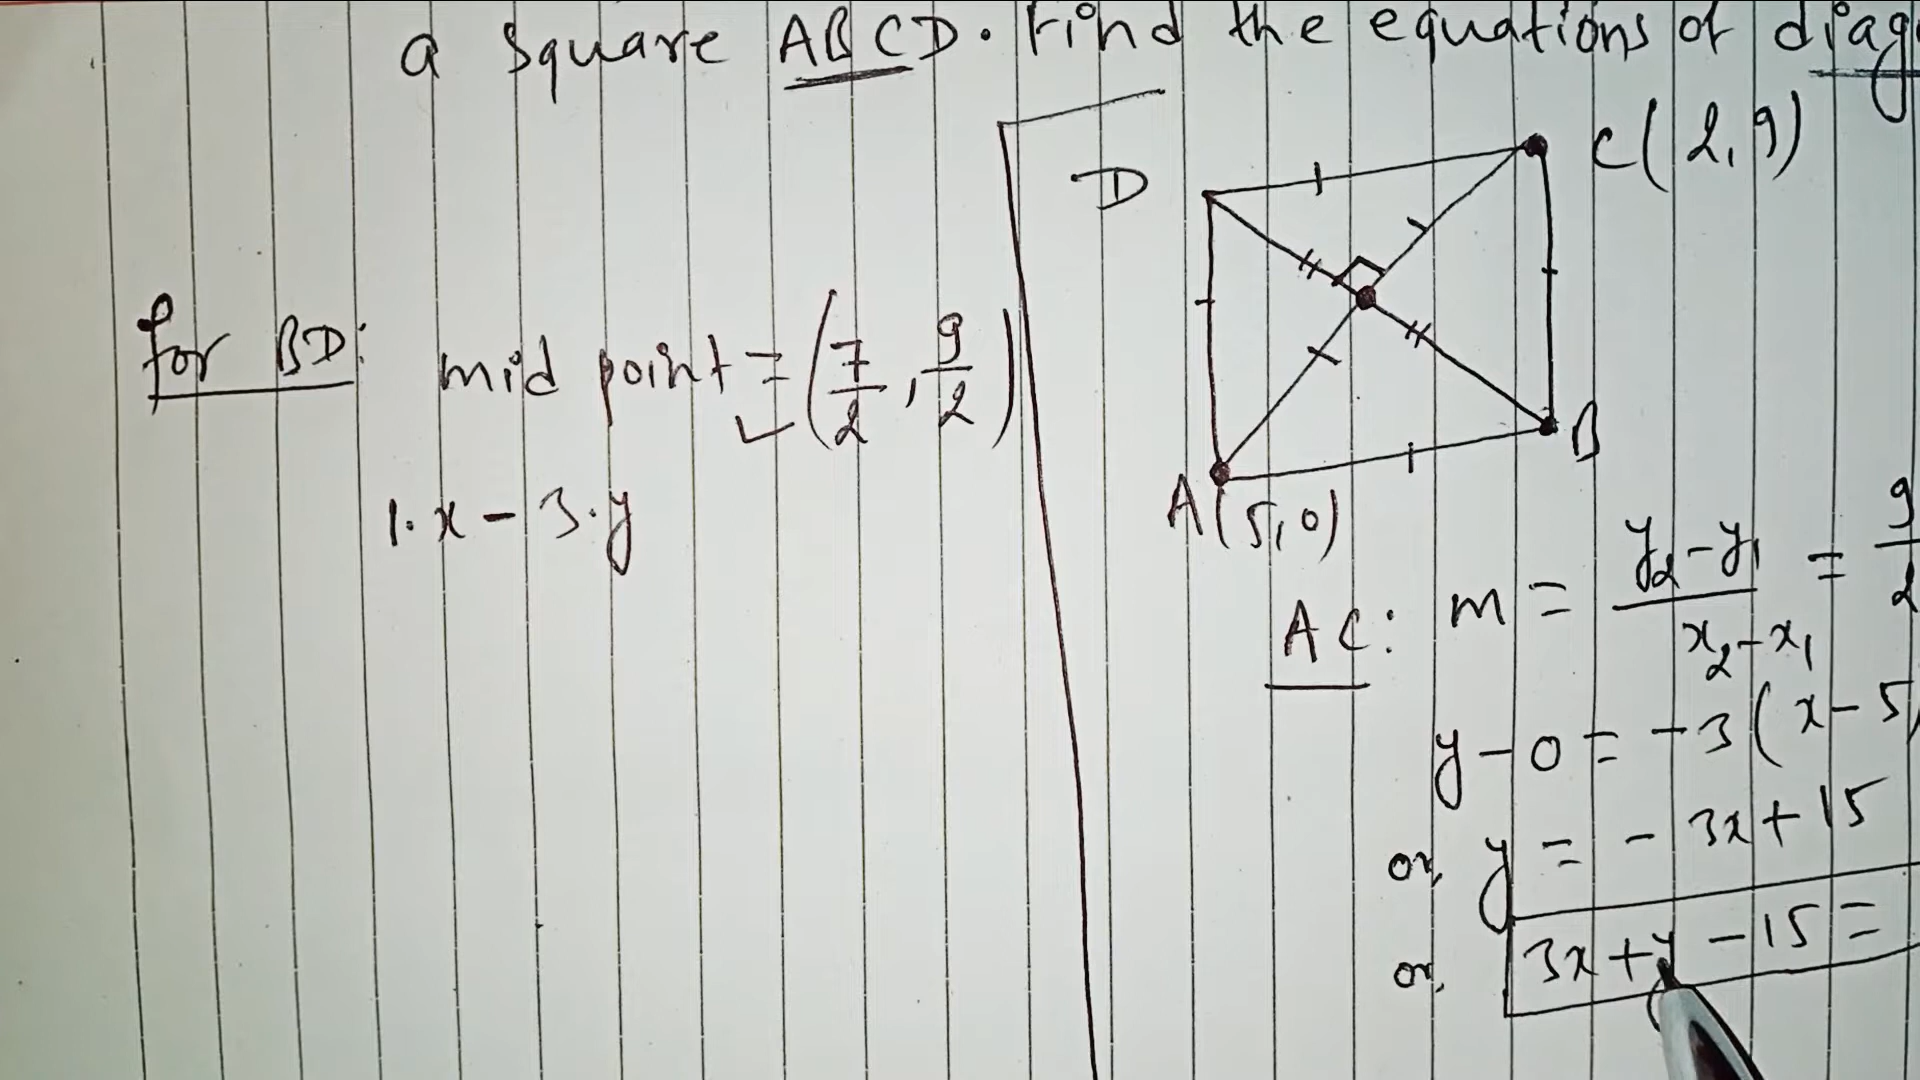 a square ABCD. Find the equations of diag
D
C(2,9)
for BD: mid point = (7/2, 9/2)
B
1.x - 3.y
A(5,0)
AC: m = y₂-y₁/x₂-x₁ = 9/2
y-0 = -3(x-5)
or, y = -3x+15
or, 3x+y-15=